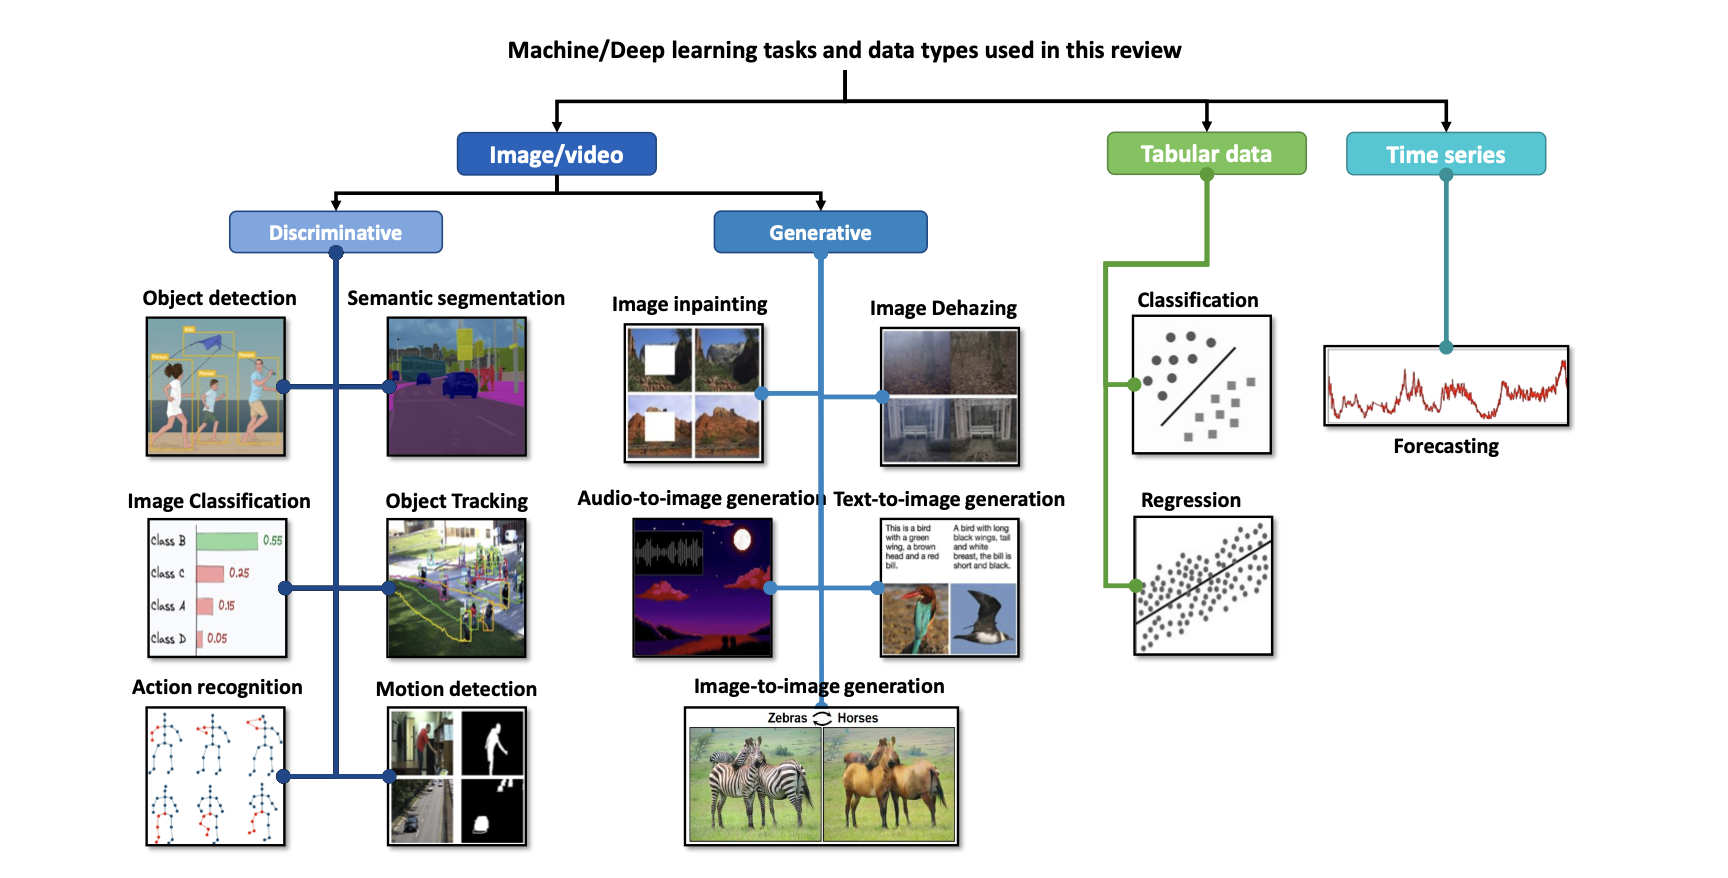 Machine/Deep learning tasks and data types used in this review
Image/video
Tabular data
Time series
Discriminative
Generative
Object detection
Semantic segmentation
Image inpainting
Image Dehazing
Classification
Kite
Person
Person
Person
Forecasting
Image Classification
Object Tracking
Audio-to-image generation
Text-to-image generation
Regression
Class B 0.55
Class C 0.25
Class A 0.15
Class D 0.05
This is a bird
with a green
wing, a brown
head and a red
bill.
A bird with long
black wings, tail
and white
breast, the bill is
short and black.
Action recognition
Motion detection
Image-to-image generation
Zebras Horses